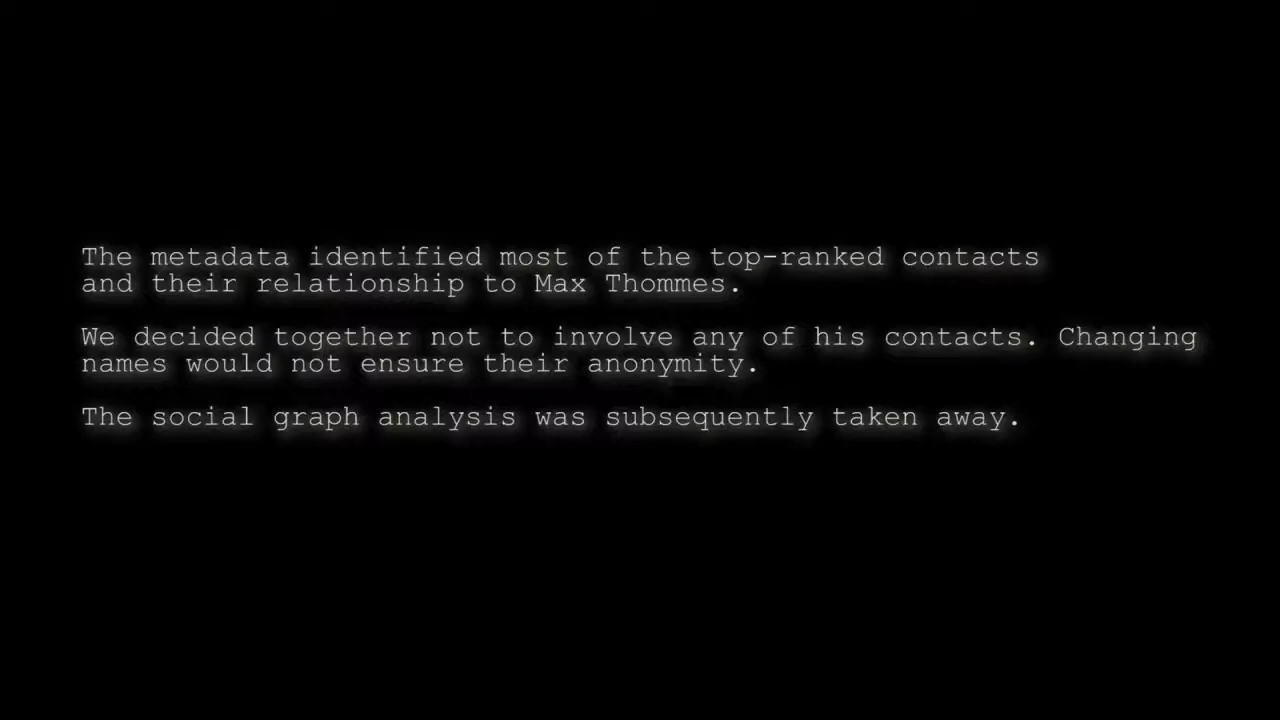 The metadata identified most of the top-ranked contacts
and their relationship to Max Thommes.
We decided together not to involve any of his contacts. Changing
names would not ensure their anonymity.
The social graph analysis was subsequently taken away.